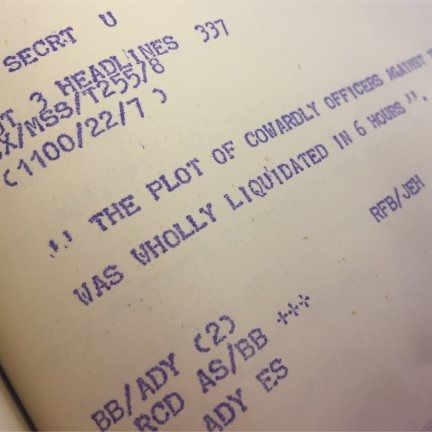 SECRT U
3 HEADLINES 337
X/MSS/T255/8
(1100/22/7 )
,, THE PLOT OF COWARDLY OFFICERS AGAINST
WAS WHOLLY LIQUIDATED IN 6 HOURS ,,.
RFB/JEH
BB/ADY (2)
RCD AS/BB +++
ADY ES